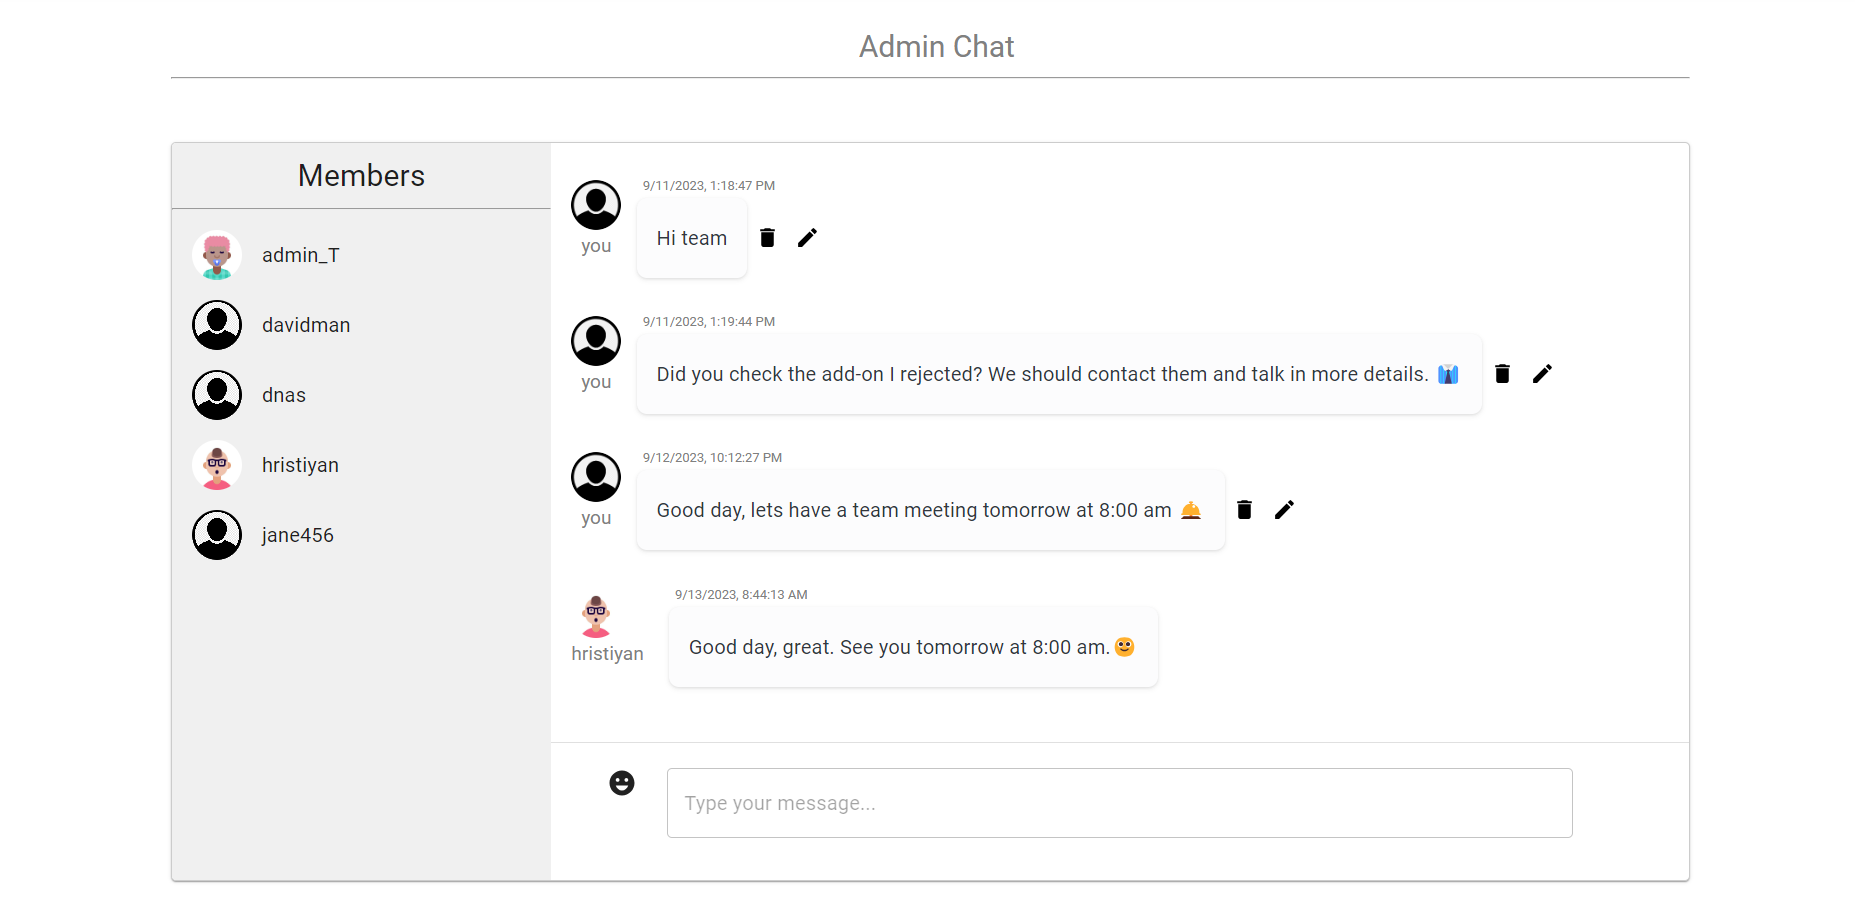 Admin Chat
Members
admin_T
davidman
dnas
hristiyan
jane456
9/11/2023, 1:18:47 PM
you
Hi team
9/11/2023, 1:19:44 PM
you
Did you check the add-on I rejected? We should contact them and talk in more details. 👔
9/12/2023, 10:12:27 PM
you
Good day, lets have a team meeting tomorrow at 8:00 am 🛎️
9/13/2023, 8:44:13 AM
hristiyan
Good day, great. See you tomorrow at 8:00 am.🙂
Type your message...